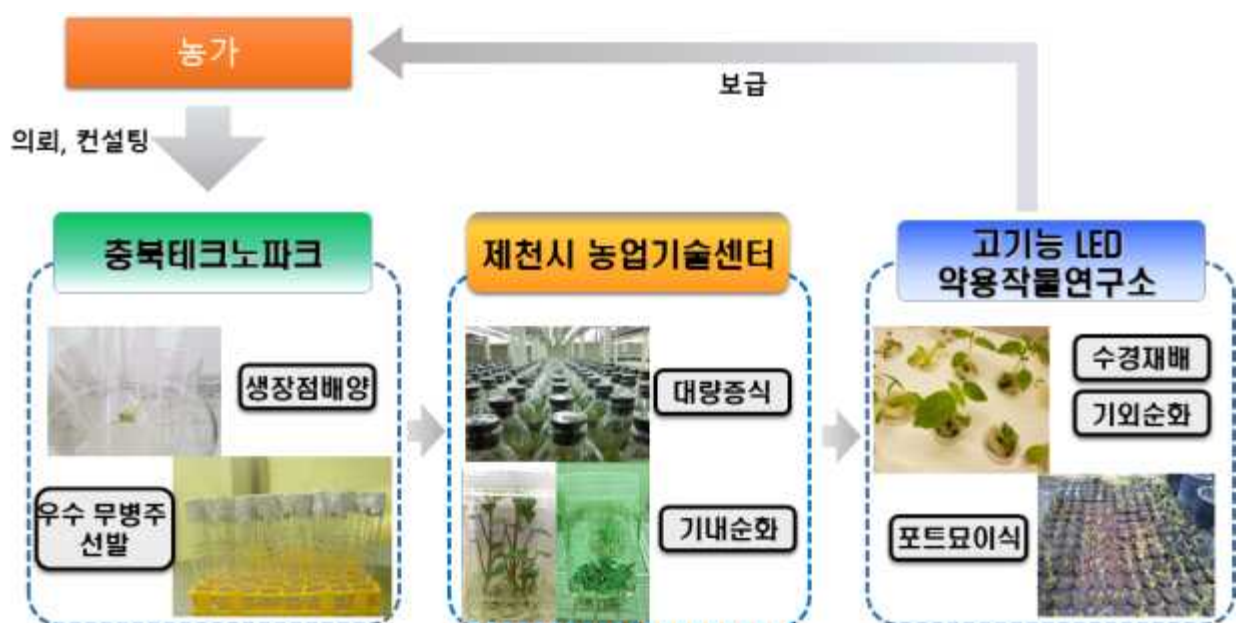 농가
보급
의뢰, 컨설팅
충북테크노파크
생장점배양
우수 무병주
선발
제천시 농업기술센터
대량증식
기내순화
고기능 LED
약용작물연구소
수경재배
기외순화
포트묘이식